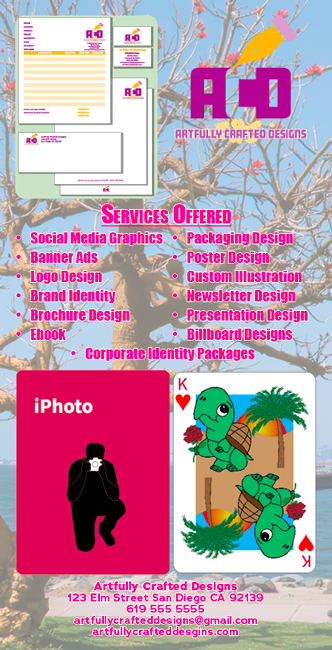 ACD
ARTFULLY CRAFTED DESIGNS
SERVICES OFFERED
• Social Media Graphics
• Banner Ads
• Logo Design
• Brand Identity
• Brochure Design
• Ebook
• Packaging Design
• Poster Design
• Custom Illustration
• Newsletter Design
• Presentation Design
• Billboard Designs
• Corporate Identity Packages
iPhoto
K
K
Artfully Crafted Designs
123 Elm Street San Diego CA 92139
619 555 5555
artfullycrafteddesigns@gmail.com
artfullycrafteddesgins.com